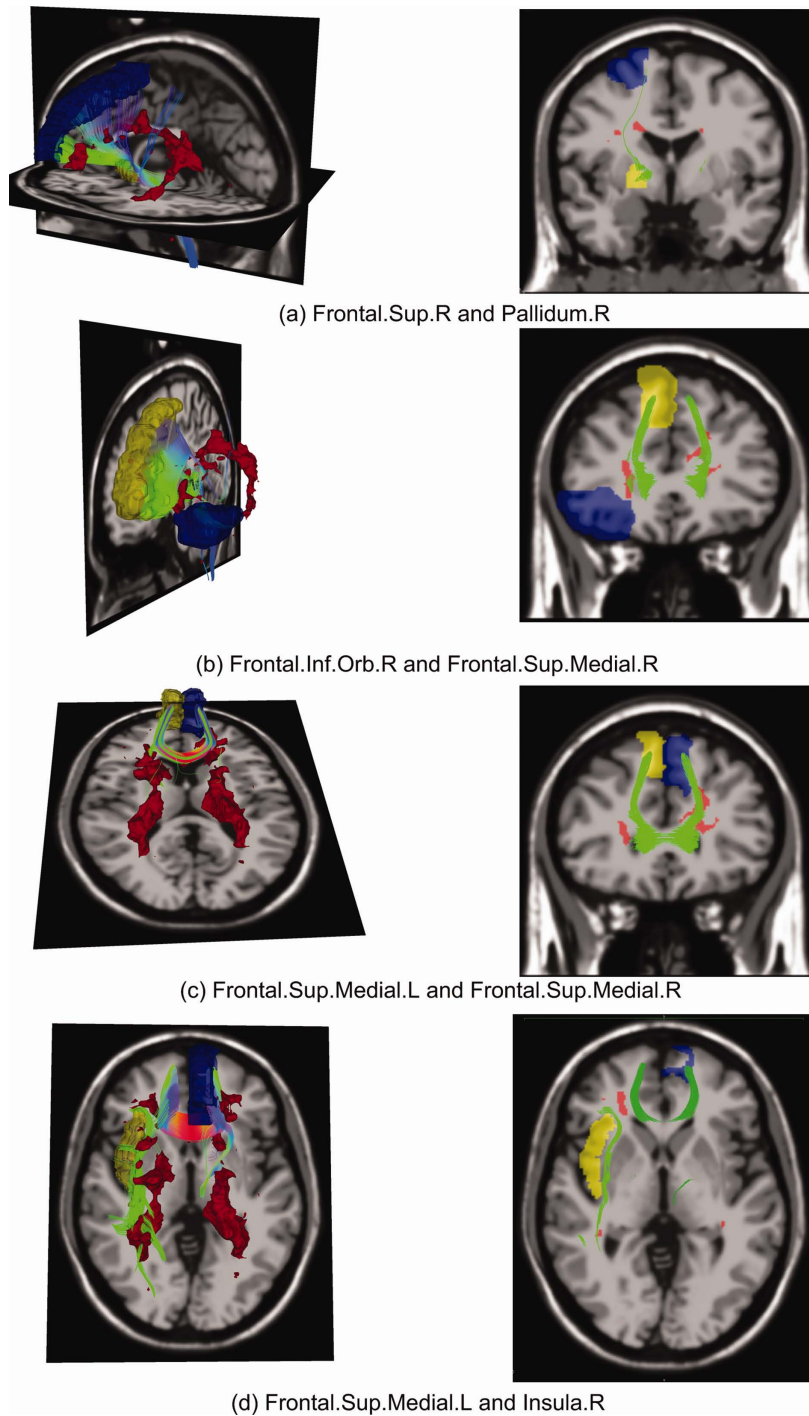 (a) Frontal.Sup.R and Pallidum.R
(b) Frontal.Inf.Orb.R and Frontal.Sup.Medial.R
(c) Frontal.Sup.Medial.L and Frontal.Sup.Medial.R
(d) Frontal.Sup.Medial.L and Insula.R